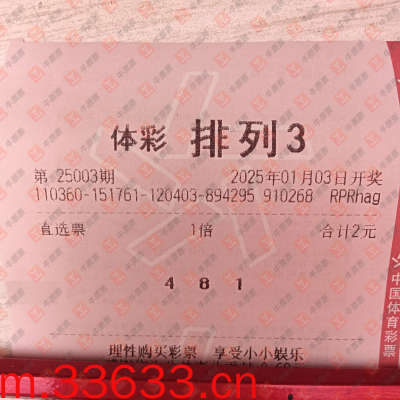 体彩 排列3
第 25003期 2025年01月03日开奖
110360-151761-120403-894295 910268 RPRhag
直选票 1倍 合计2元
4 8 1
理性购买彩票 享受小小娱乐
中国体育彩票
m.33633.com.cn